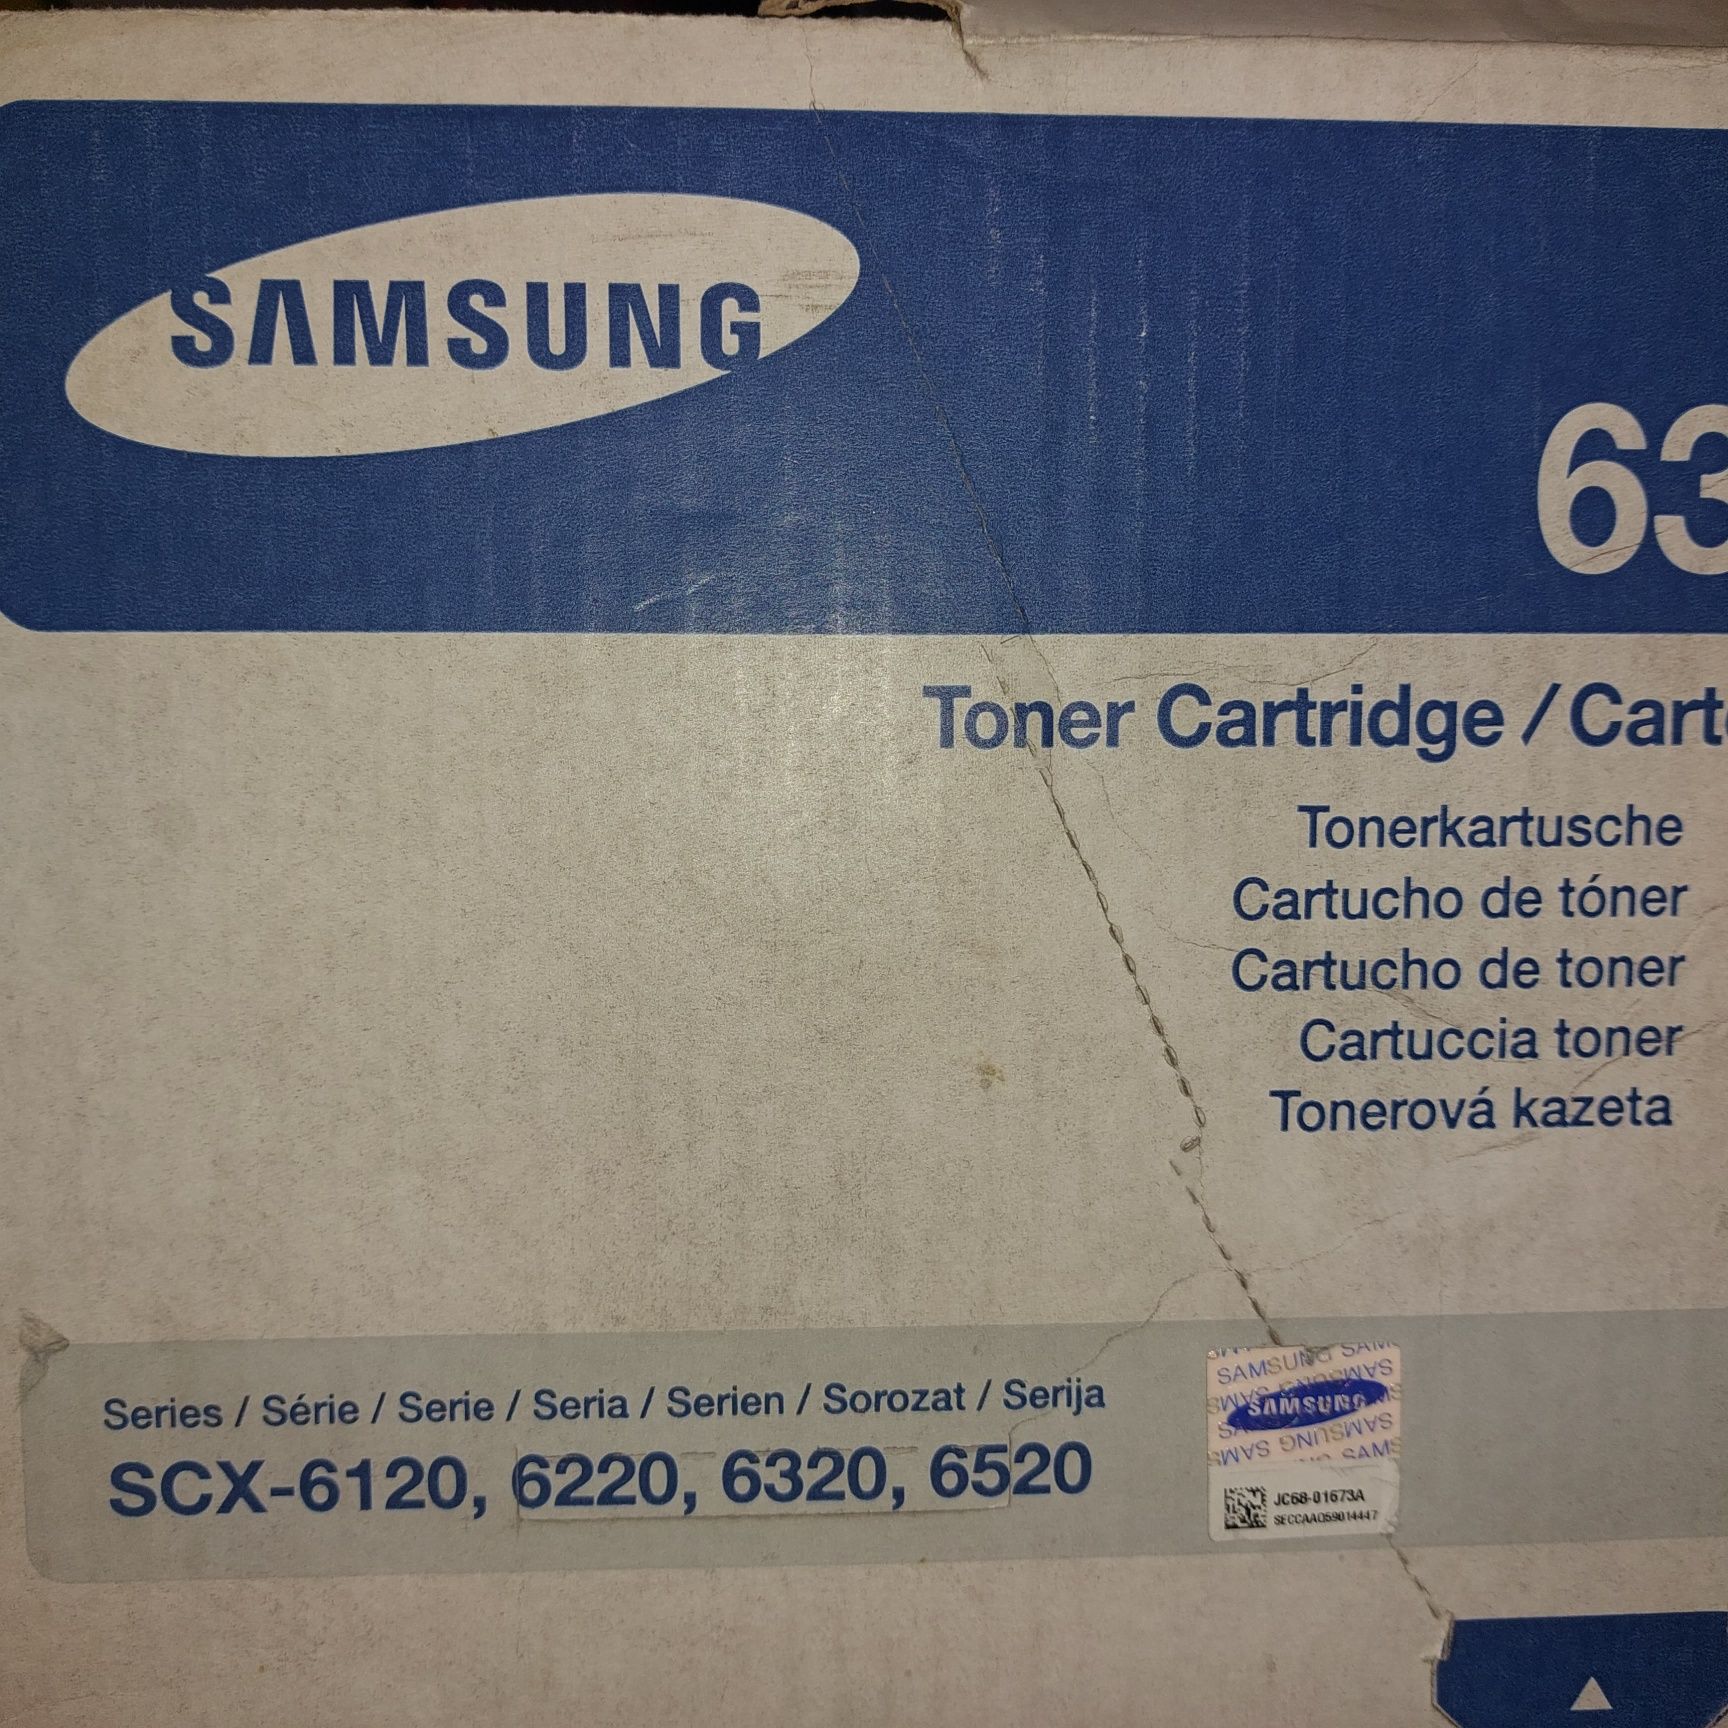 SAMSUNG
63
Toner Cartridge / Cart
Tonerkartusche
Cartucho de tóner
Cartucho de toner
Cartuccia toner
Tonerová kazeta
Series / Série / Serie / Seria / Serien / Sorozat / Serija
SCX-6120, 6220, 6320, 6520
SAMSUNG
JC68-01673A
SECCAAQ59014447